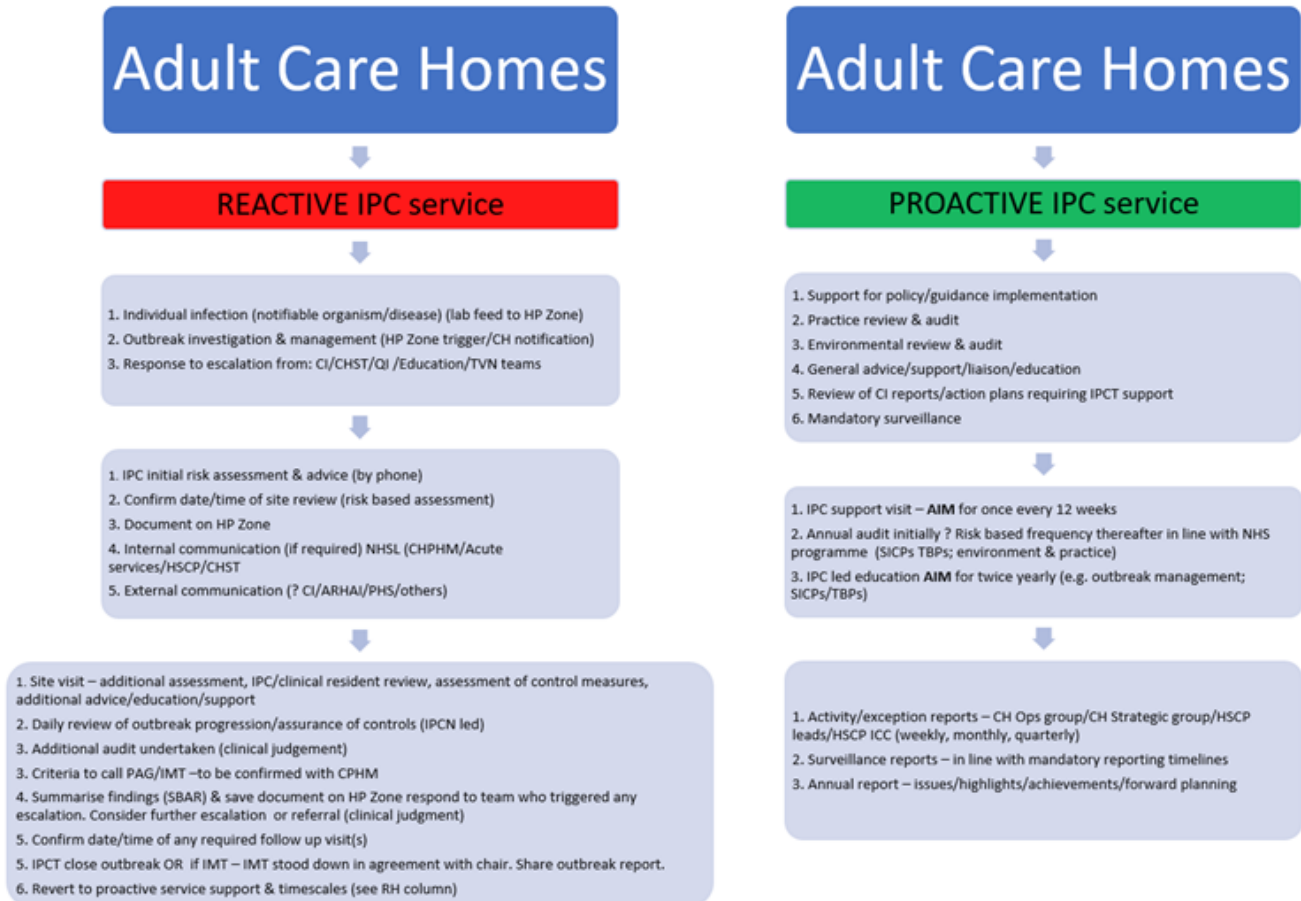 Adult Care Homes
REACTIVE IPC service
1. Individual infection (notifiable organism/disease) (lab feed to HP Zone)
2. Outbreak investigation & management (HP Zone trigger/CH notification)
3. Response to escalation from: CI/CHST/QI /Education/TVN teams
1. IPC initial risk assessment & advice (by phone)
2. Confirm date/time of site review (risk based assessment)
3. Document on HP Zone
4. Internal communication (if required) NHSL (CHPHM/Acute
services/HSCP/CHST
5. External communication (? CI/ARHAI/PHS/others)
1. Site visit – additional assessment, IPC/clinical resident review, assessment of control measures,
additional advice/education/support
2. Daily review of outbreak progression/assurance of controls (IPCN led)
3. Additional audit undertaken (clinical judgement)
3. Criteria to call PAG/IMT –to be confirmed with CPHM
4. Summarise findings (SBAR) & save document on HP Zone respond to team who triggered any
escalation. Consider further escalation or referral (clinical judgment)
5. Confirm date/time of any required follow up visit(s)
5. IPCT close outbreak OR if IMT – IMT stood down in agreement with chair. Share outbreak report.
6. Revert to proactive service support & timescales (see RH column)
Adult Care Homes
PROACTIVE IPC service
1. Support for policy/guidance implementation
2. Practice review & audit
3. Environmental review & audit
4. General advice/support/liaison/education
5. Review of CI reports/action plans requiring IPCT support
6. Mandatory surveillance
1. IPC support visit – AIM for once every 12 weeks
2. Annual audit initially ? Risk based frequency thereafter in line with NHS
programme (SICPs TBPs; environment & practice)
3. IPC led education AIM for twice yearly (e.g. outbreak management;
SICPs/TBPs)
1. Activity/exception reports – CH Ops group/CH Strategic group/HSCP
leads/HSCP ICC (weekly, monthly, quarterly)
2. Surveillance reports – in line with mandatory reporting timelines
3. Annual report – issues/highlights/achievements/forward planning